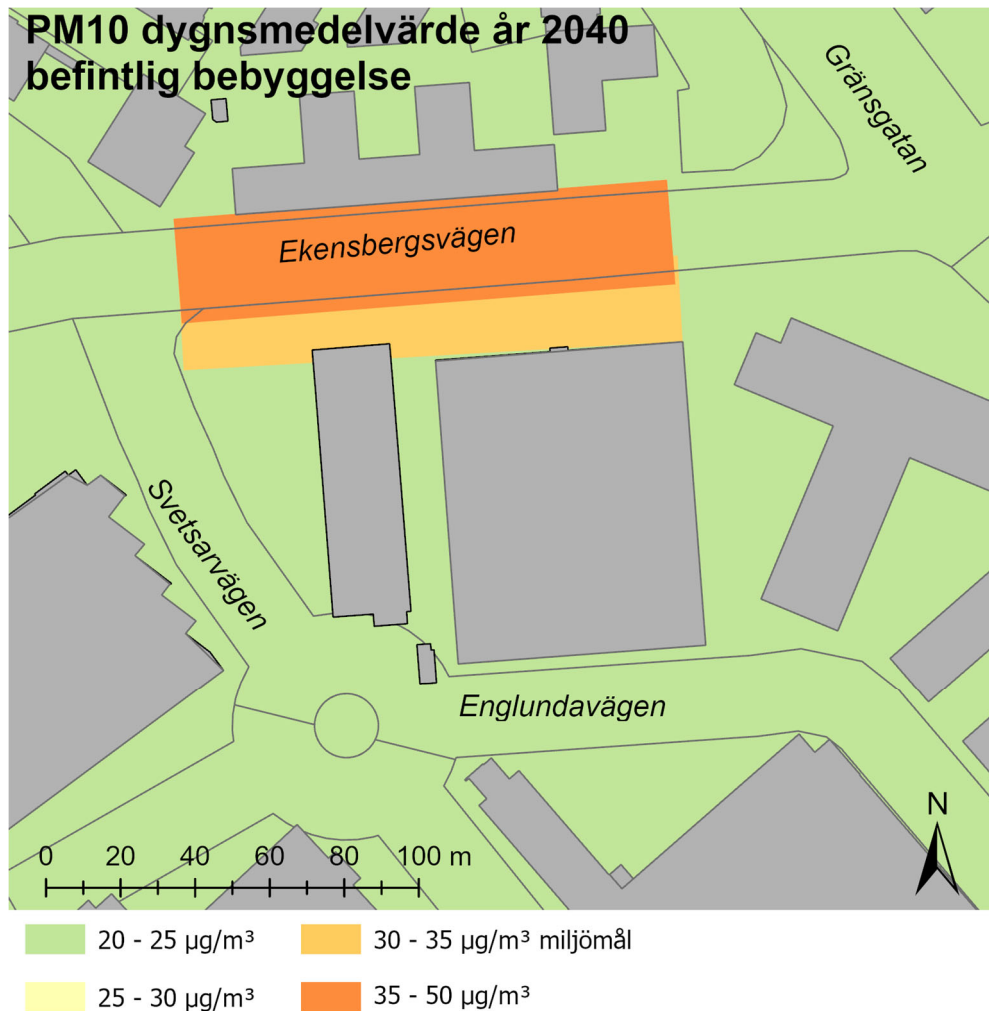 PM10 dygnsmedelvärde år 2040
befintlig bebyggelse
Gränsgatan
Ekensbergsvägen
Svetsarvägen
Englundavägen
N
0 20 40 60 80 100 m
20 - 25 µg/m³ 30 - 35 µg/m³ miljömål
25 - 30 µg/m³ 35 - 50 µg/m³